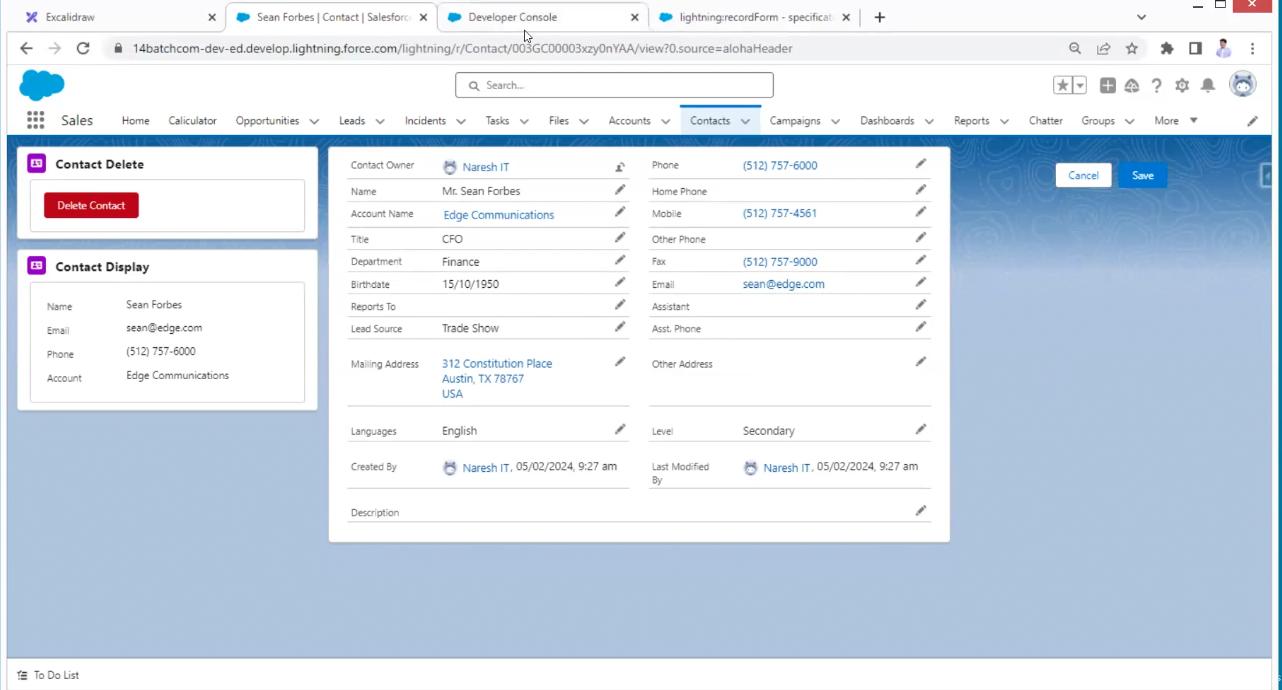 Excalidraw
Sean Forbes | Contact | Salesforc
Developer Console
lightning:recordForm - specificat
14batchcom-dev-ed.develop.lightning.force.com/lightning/r/Contact/003GC00003xzy0nYAA/view?0.source=alohaHeader
Search...
Sales
Home
Calculator
Opportunities
Leads
Incidents
Tasks
Files
Accounts
Contacts
Campaigns
Dashboards
Reports
Chatter
Groups
More
Contact Delete
Delete Contact
Contact Display
Name Sean Forbes
Email sean@edge.com
Phone (512) 757-6000
Account Edge Communications
Contact Owner Naresh IT
Phone (512) 757-6000
Name Mr. Sean Forbes
Home Phone
Account Name Edge Communications
Mobile (512) 757-4561
Title CFO
Other Phone
Department Finance
Fax (512) 757-9000
Birthdate 15/10/1950
Email sean@edge.com
Reports To
Assistant
Lead Source Trade Show
Asst. Phone
Mailing Address 312 Constitution Place
Austin, TX 78767
USA
Other Address
Languages English
Level Secondary
Created By Naresh IT, 05/02/2024, 9:27 am
Last Modified By Naresh IT, 05/02/2024, 9:27 am
Description
Cancel
Save
To Do List